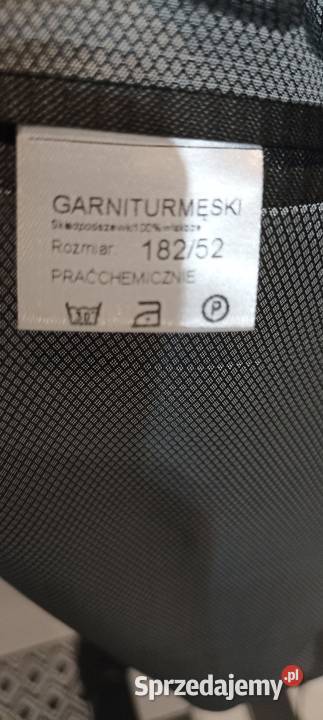 GARNITURMĘSKI
Rozmiar 182/52
PRAĆCHEMICZNIE
30
P
Sprzedajemy.pl